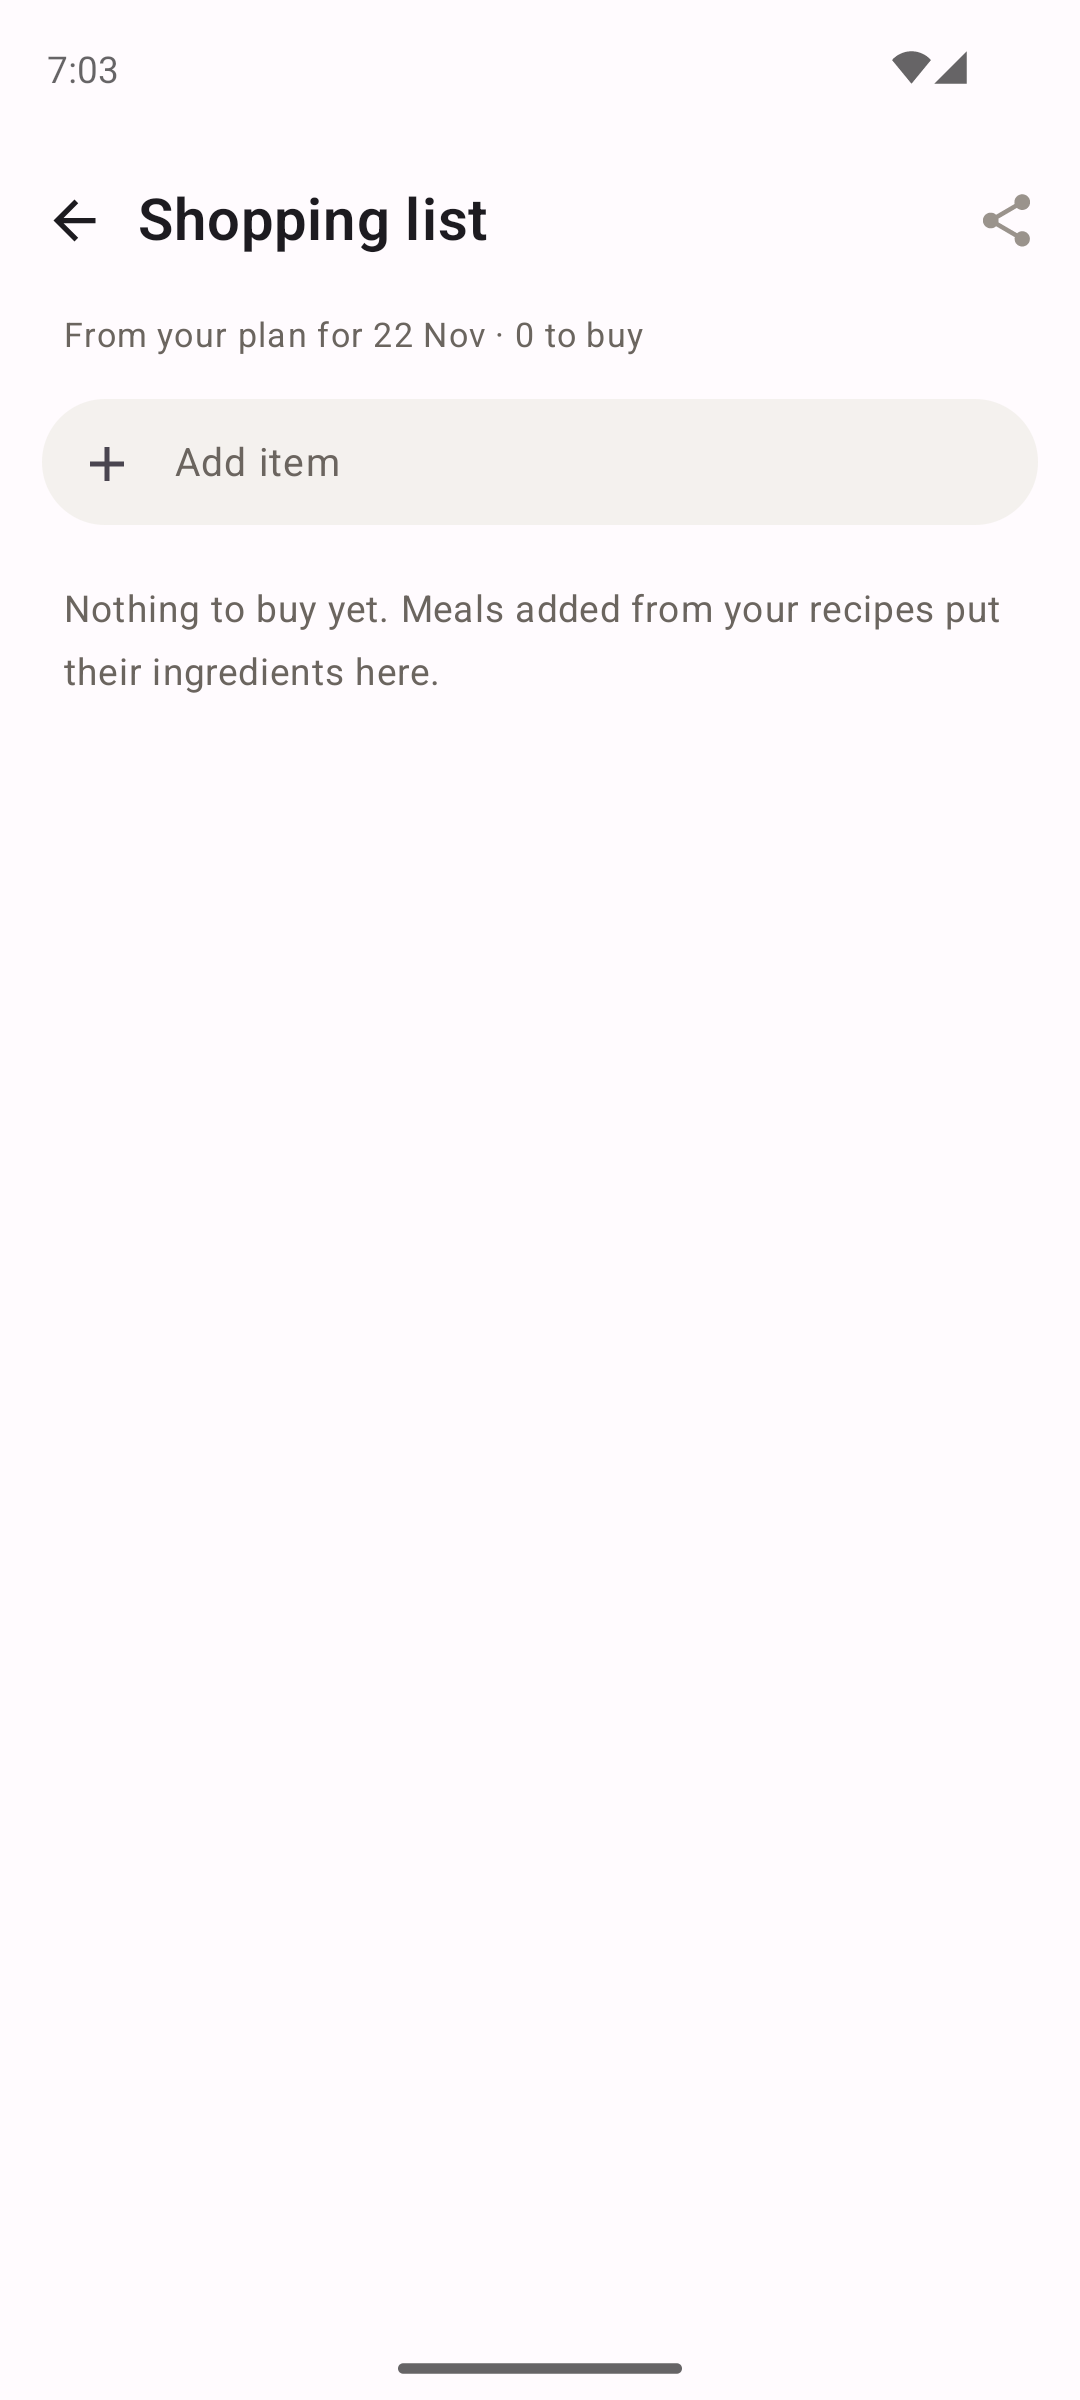 7:03
Shopping list
From your plan for 22 Nov · 0 to buy
Add item
Nothing to buy yet. Meals added from your recipes put
their ingredients here.